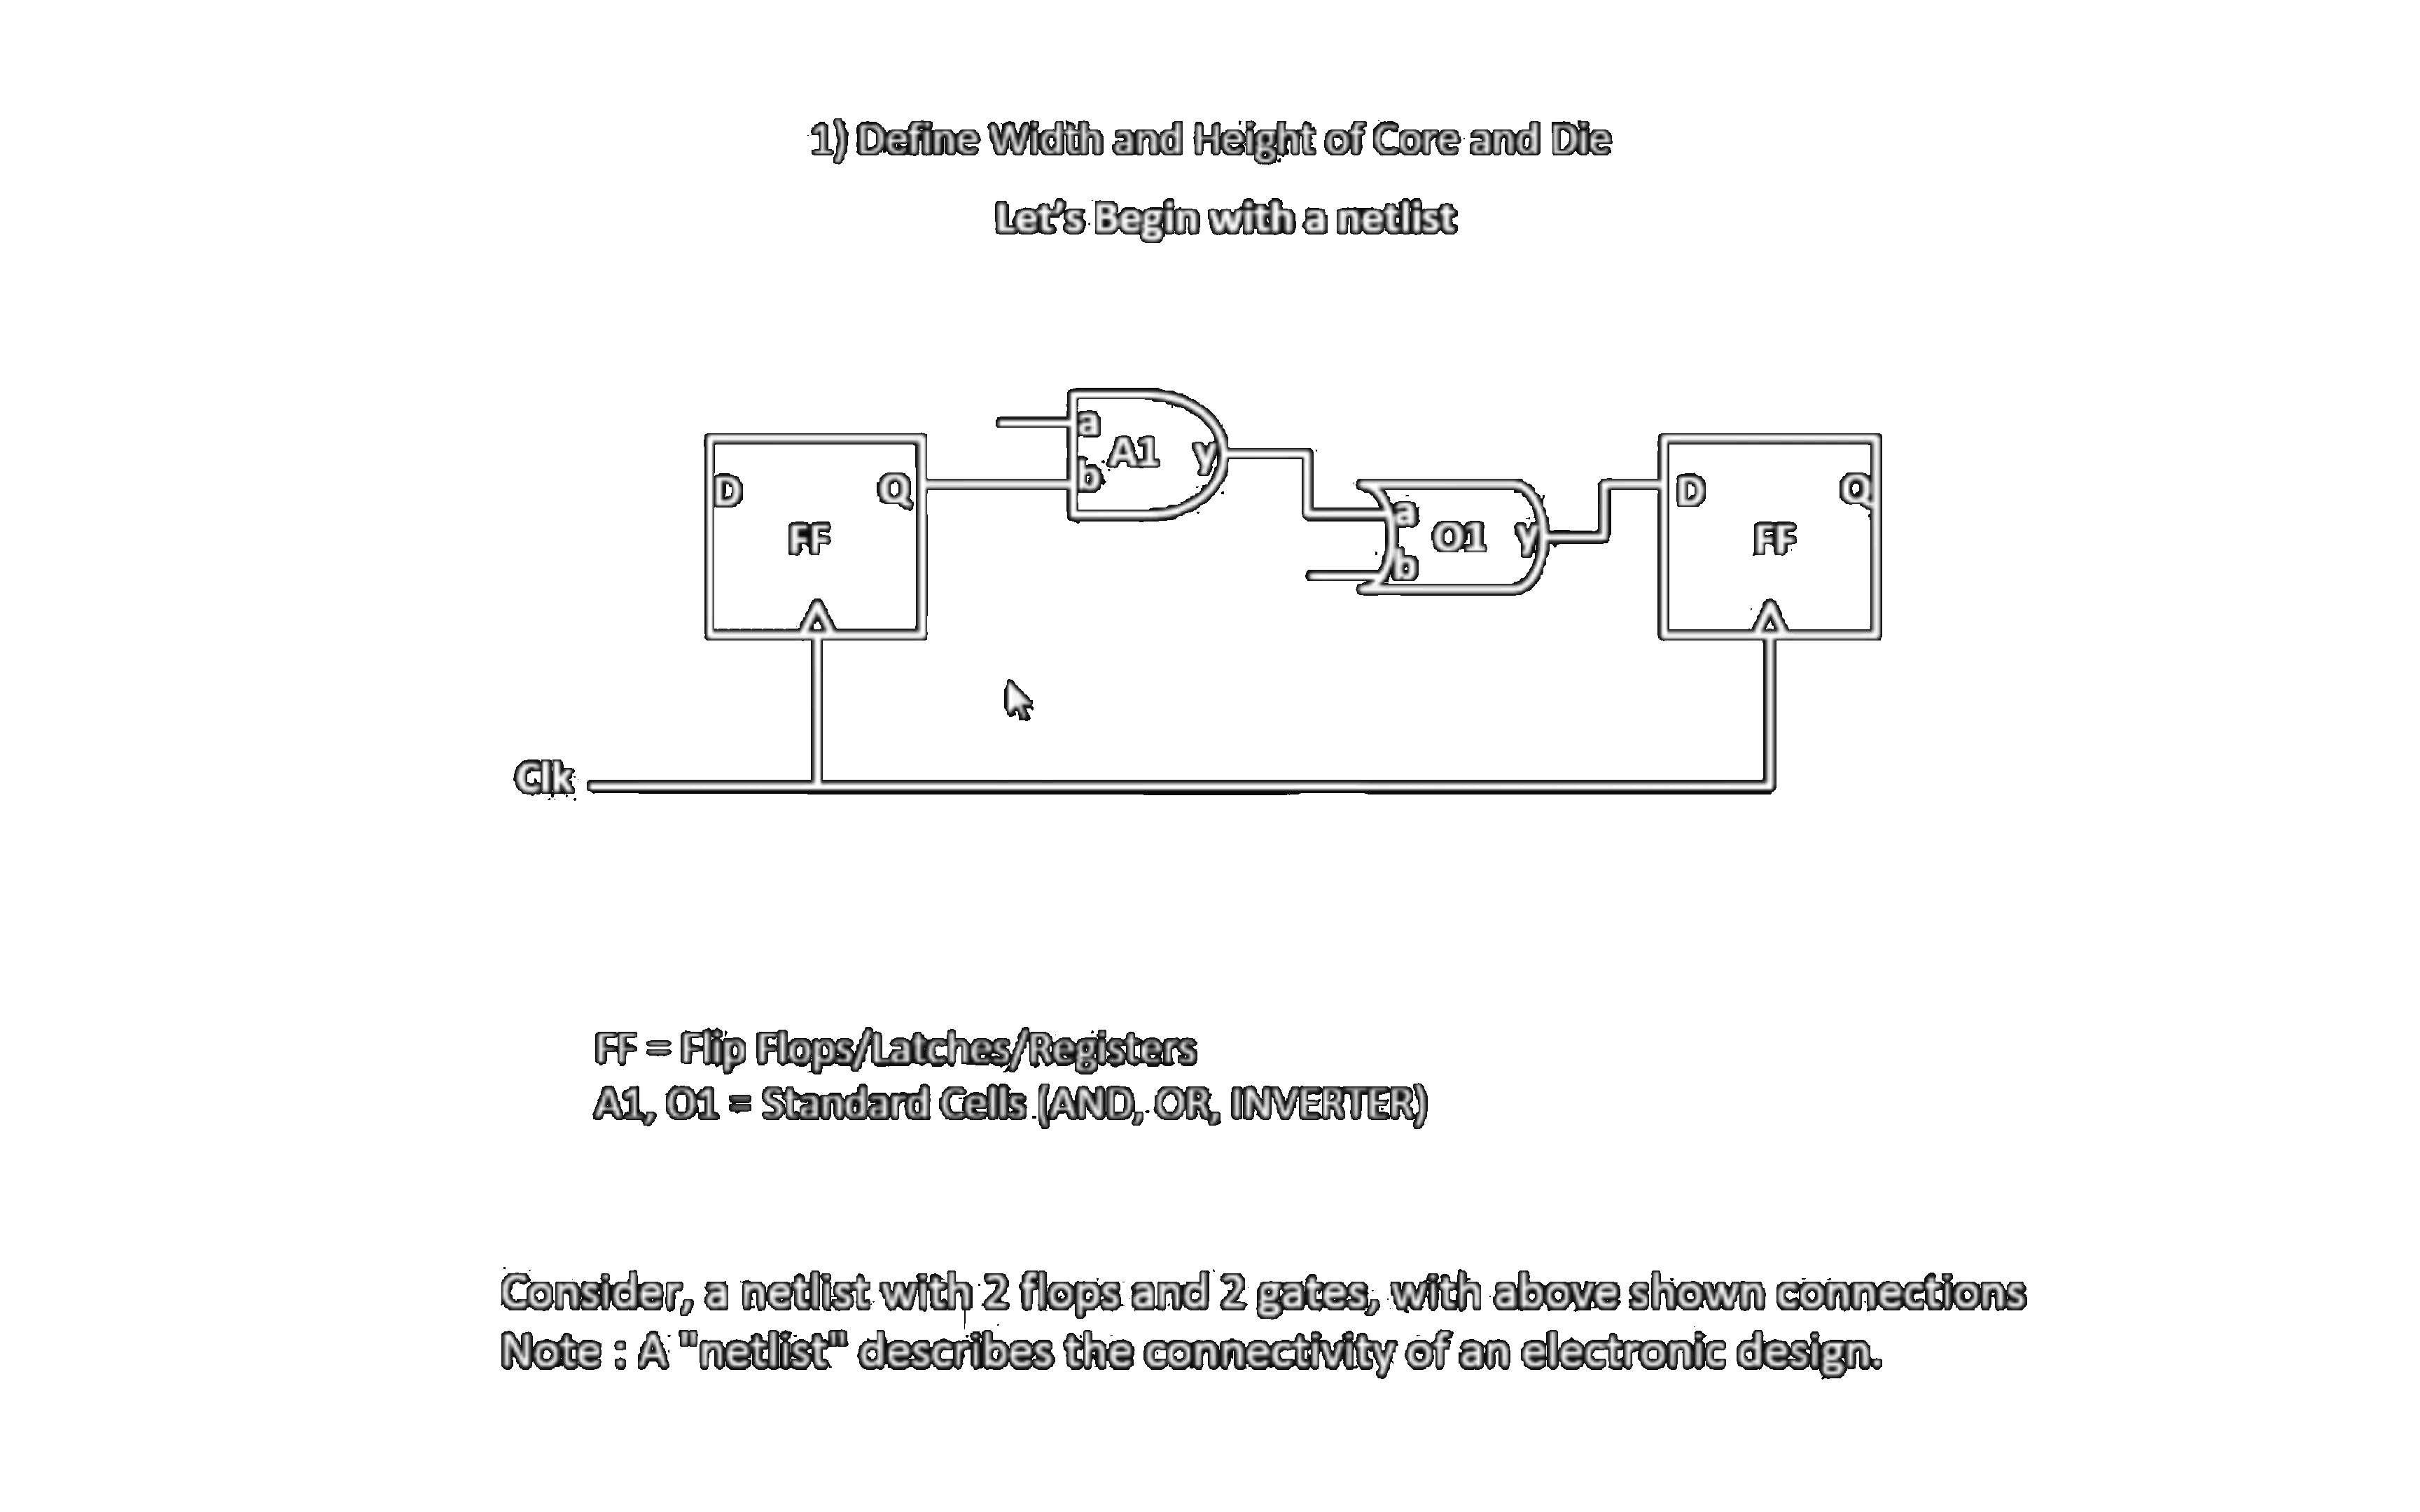 1) Define Width and Height of Core and Die
Let's Begin with a netlist
a
A1
y
b
D
Q
FF
a
O1
y
b
D
Q
FF
Clk
FF = Flip Flops/Latches/Registers
A1, O1 = Standard Cells (AND, OR, INVERTER)
Consider, a netlist with 2 flops and 2 gates, with above shown connections
Note : A "netlist" describes the connectivity of an electronic design.